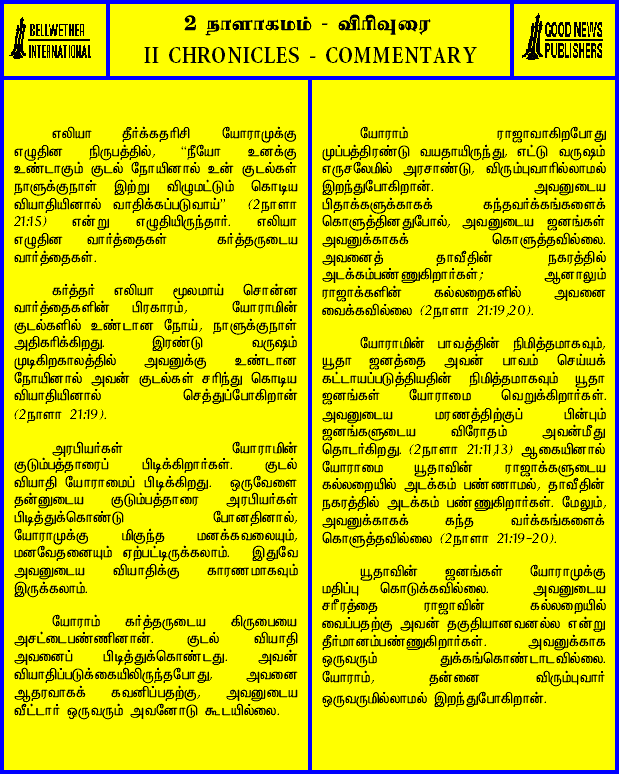 BELLWETHER
INTERNATIONAL
2 நாளாகமம் - விரிவுரை
II CHRONICLES - COMMENTARY
GOOD NEWS
PUBLISHERS
எலியா தீர்க்கதரிசி யோராமுக்கு
எழுதின நிருபத்தில், “நீயோ உனக்கு
உண்டாகும் குடல் நோயினால் உன் குடல்கள்
நாளுக்குநாள் இற்று விழுமட்டும் கொடிய
வியாதியினால் வாதிக்கப்படுவாய்” (2நாளா
21:15) என்று எழுதியிருந்தார். எலியா
எழுதின வார்த்தைகள் கர்த்தருடைய
வார்த்தைகள்.
கர்த்தர் எலியா மூலமாய் சொன்ன
வார்த்தைகளின் பிரகாரம், யோராமின்
குடல்களில் உண்டான நோய், நாளுக்குநாள்
அதிகரிக்கிறது. இரண்டு வருஷம்
முடிகிறகாலத்தில் அவனுக்கு உண்டான
நோயினால் அவன் குடல்கள் சரிந்து கொடிய
வியாதியினால் செத்துப்போகிறான்
(2நாளா 21:19).
அரபியர்கள் யோராமின்
குடும்பத்தாரைப் பிடிக்கிறார்கள். குடல்
வியாதி யோராமைப் பிடிக்கிறது. ஒருவேளை
தன்னுடைய குடும்பத்தாரை அரபியர்கள்
பிடித்துக்கொண்டு போனதினால்,
யோராமுக்கு மிகுந்த மனக்கவலையும்,
மனவேதனையும் ஏற்பட்டிருக்கலாம். இதுவே
அவனுடைய வியாதிக்கு காரணமாகவும்
இருக்கலாம்.
யோராம் கர்த்தருடைய கிருபையை
அசட்டைபண்ணினான். குடல் வியாதி
அவனைப் பிடித்துக்கொண்டது. அவன்
வியாதிப்படுக்கையிலிருந்தபோது, அவனை
ஆதரவாகக் கவனிப்பதற்கு, அவனுடைய
வீட்டார் ஒருவரும் அவனோடு கூடயில்லை.
யோராம் ராஜாவாகிறபோது
முப்பத்திரண்டு வயதாயிருந்து, எட்டு வருஷம்
எருசலேமில் அரசாண்டு, விரும்புவாரில்லாமல்
இறந்துபோகிறான். அவனுடைய
பிதாக்களுக்காகக் கந்தவர்க்கங்களைக்
கொளுத்தினதுபோல், அவனுடைய ஜனங்கள்
அவனுக்காகக் கொளுத்தவில்லை.
அவனைத் தாவீதின் நகரத்தில்
அடக்கம்பண்ணுகிறார்கள்; ஆனாலும்
ராஜாக்களின் கல்லறைகளில் அவனை
வைக்கவில்லை (2நாளா 21:19,20).
யோராமின் பாவத்தின் நிமித்தமாகவும்,
யூதா ஜனத்தை அவன் பாவம் செய்யக்
கட்டாயப்படுத்தியதின் நிமித்தமாகவும் யூதா
ஜனங்கள் யோராமை வெறுக்கிறார்கள்.
அவனுடைய மரணத்திற்குப் பின்பும்
ஜனங்களுடைய விரோதம் அவன்மீது
தொடர்கிறது. (2நாளா 21:11,13) ஆகையினால்
யோராமை யூதாவின் ராஜாக்களுடைய
கல்லறையில் அடக்கம் பண்ணாமல், தாவீதின்
நகரத்தில் அடக்கம் பண்ணுகிறார்கள். மேலும்,
அவனுக்காகக் கந்த வர்க்கங்களைக்
கொளுத்தவில்லை (2நாளா 21:19-20).
யூதாவின் ஜனங்கள் யோராமுக்கு
மதிப்பு கொடுக்கவில்லை. அவனுடைய
சரீரத்தை ராஜாவின் கல்லறையில்
வைப்பதற்கு அவன் தகுதியானவனல்ல என்று
தீர்மானம்பண்ணுகிறார்கள். அவனுக்காக
ஒருவரும் துக்கங்கொண்டாடவில்லை.
யோராம், தன்னை விரும்புவார்
ஒருவருமில்லாமல் இறந்துபோகிறான்.